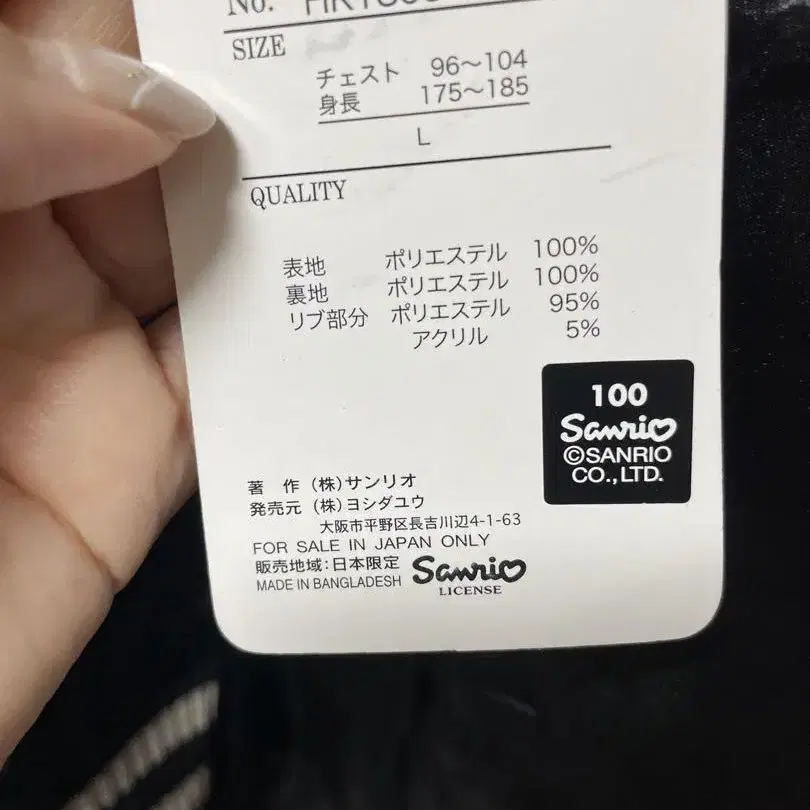 No.
SIZE
チェスト 96〜104
身長 175〜185
L
QUALITY
表地 ポリエステル 100%
裏地 ポリエステル 100%
リブ部分 ポリエステル 95%
アクリル 5%
100
Sanrio
©SANRIO
CO.,LTD.
著 作 (株)サンリオ
発売元 (株)ヨシダユウ
大阪市平野区長吉川辺4-1-63
FOR SALE IN JAPAN ONLY
販売地域:日本限定
MADE IN BANGLADESH
Sanrio
LICENSE